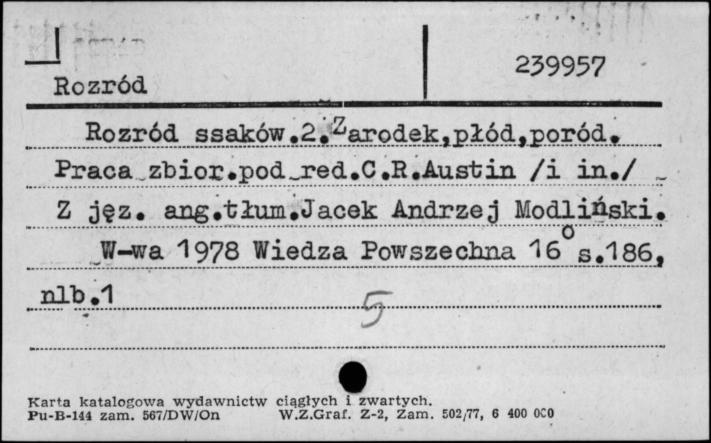 239957
Rozród
Rozród ssaków.2.Zarodek,płód,poród.
Praca zbior.pod red.C.R.Austin /i in./
Z jęz. ang.tłum.Jacek Andrzej Modliński.
W-wa 1978 Wiedza Powszechna 16° s.186,
nlb.1
5
Karta katalogowa wydawnictw ciągłych i zwartych.
Pu-B-144 zam. 567/DW/On W.Z.Graf. Z-2, Zam. 502/77, 6 400 000